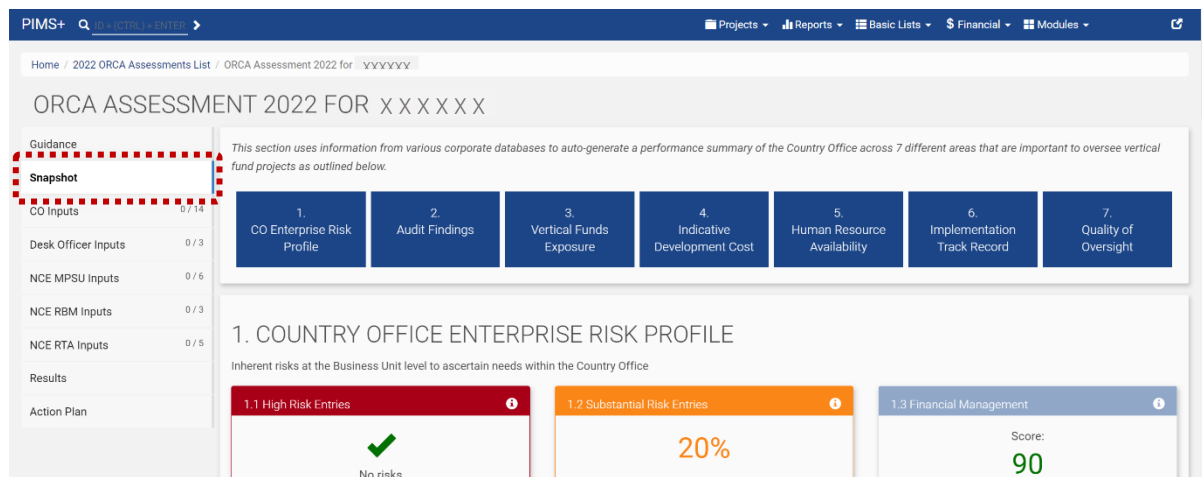 PIMS+ ID + (CTRL) + ENTER Projects Reports Basic Lists $ Financial Modules
Home / 2022 ORCA Assessments List / ORCA Assessment 2022 for XXXXXX
ORCA ASSESSMENT 2022 FOR X X X X X X
Guidance
Snapshot
CO Inputs 0 / 14
Desk Officer Inputs 0 / 3
NCE MPSU Inputs 0 / 6
NCE RBM Inputs 0 / 3
NCE RTA Inputs 0 / 5
Results
Action Plan
This section uses information from various corporate databases to auto-generate a performance summary of the Country Office across 7 different areas that are important to oversee vertical
fund projects as outlined below.
1.
CO Enterprise Risk
Profile
2.
Audit Findings
3.
Vertical Funds
Exposure
4.
Indicative
Development Cost
5.
Human Resource
Availability
6.
Implementation
Track Record
7.
Quality of
Oversight
1. COUNTRY OFFICE ENTERPRISE RISK PROFILE
Inherent risks at the Business Unit level to ascertain needs within the Country Office
1.1 High Risk Entries
No risks
1.2 Substantial Risk Entries
20%
1.3 Financial Management
Score:
90